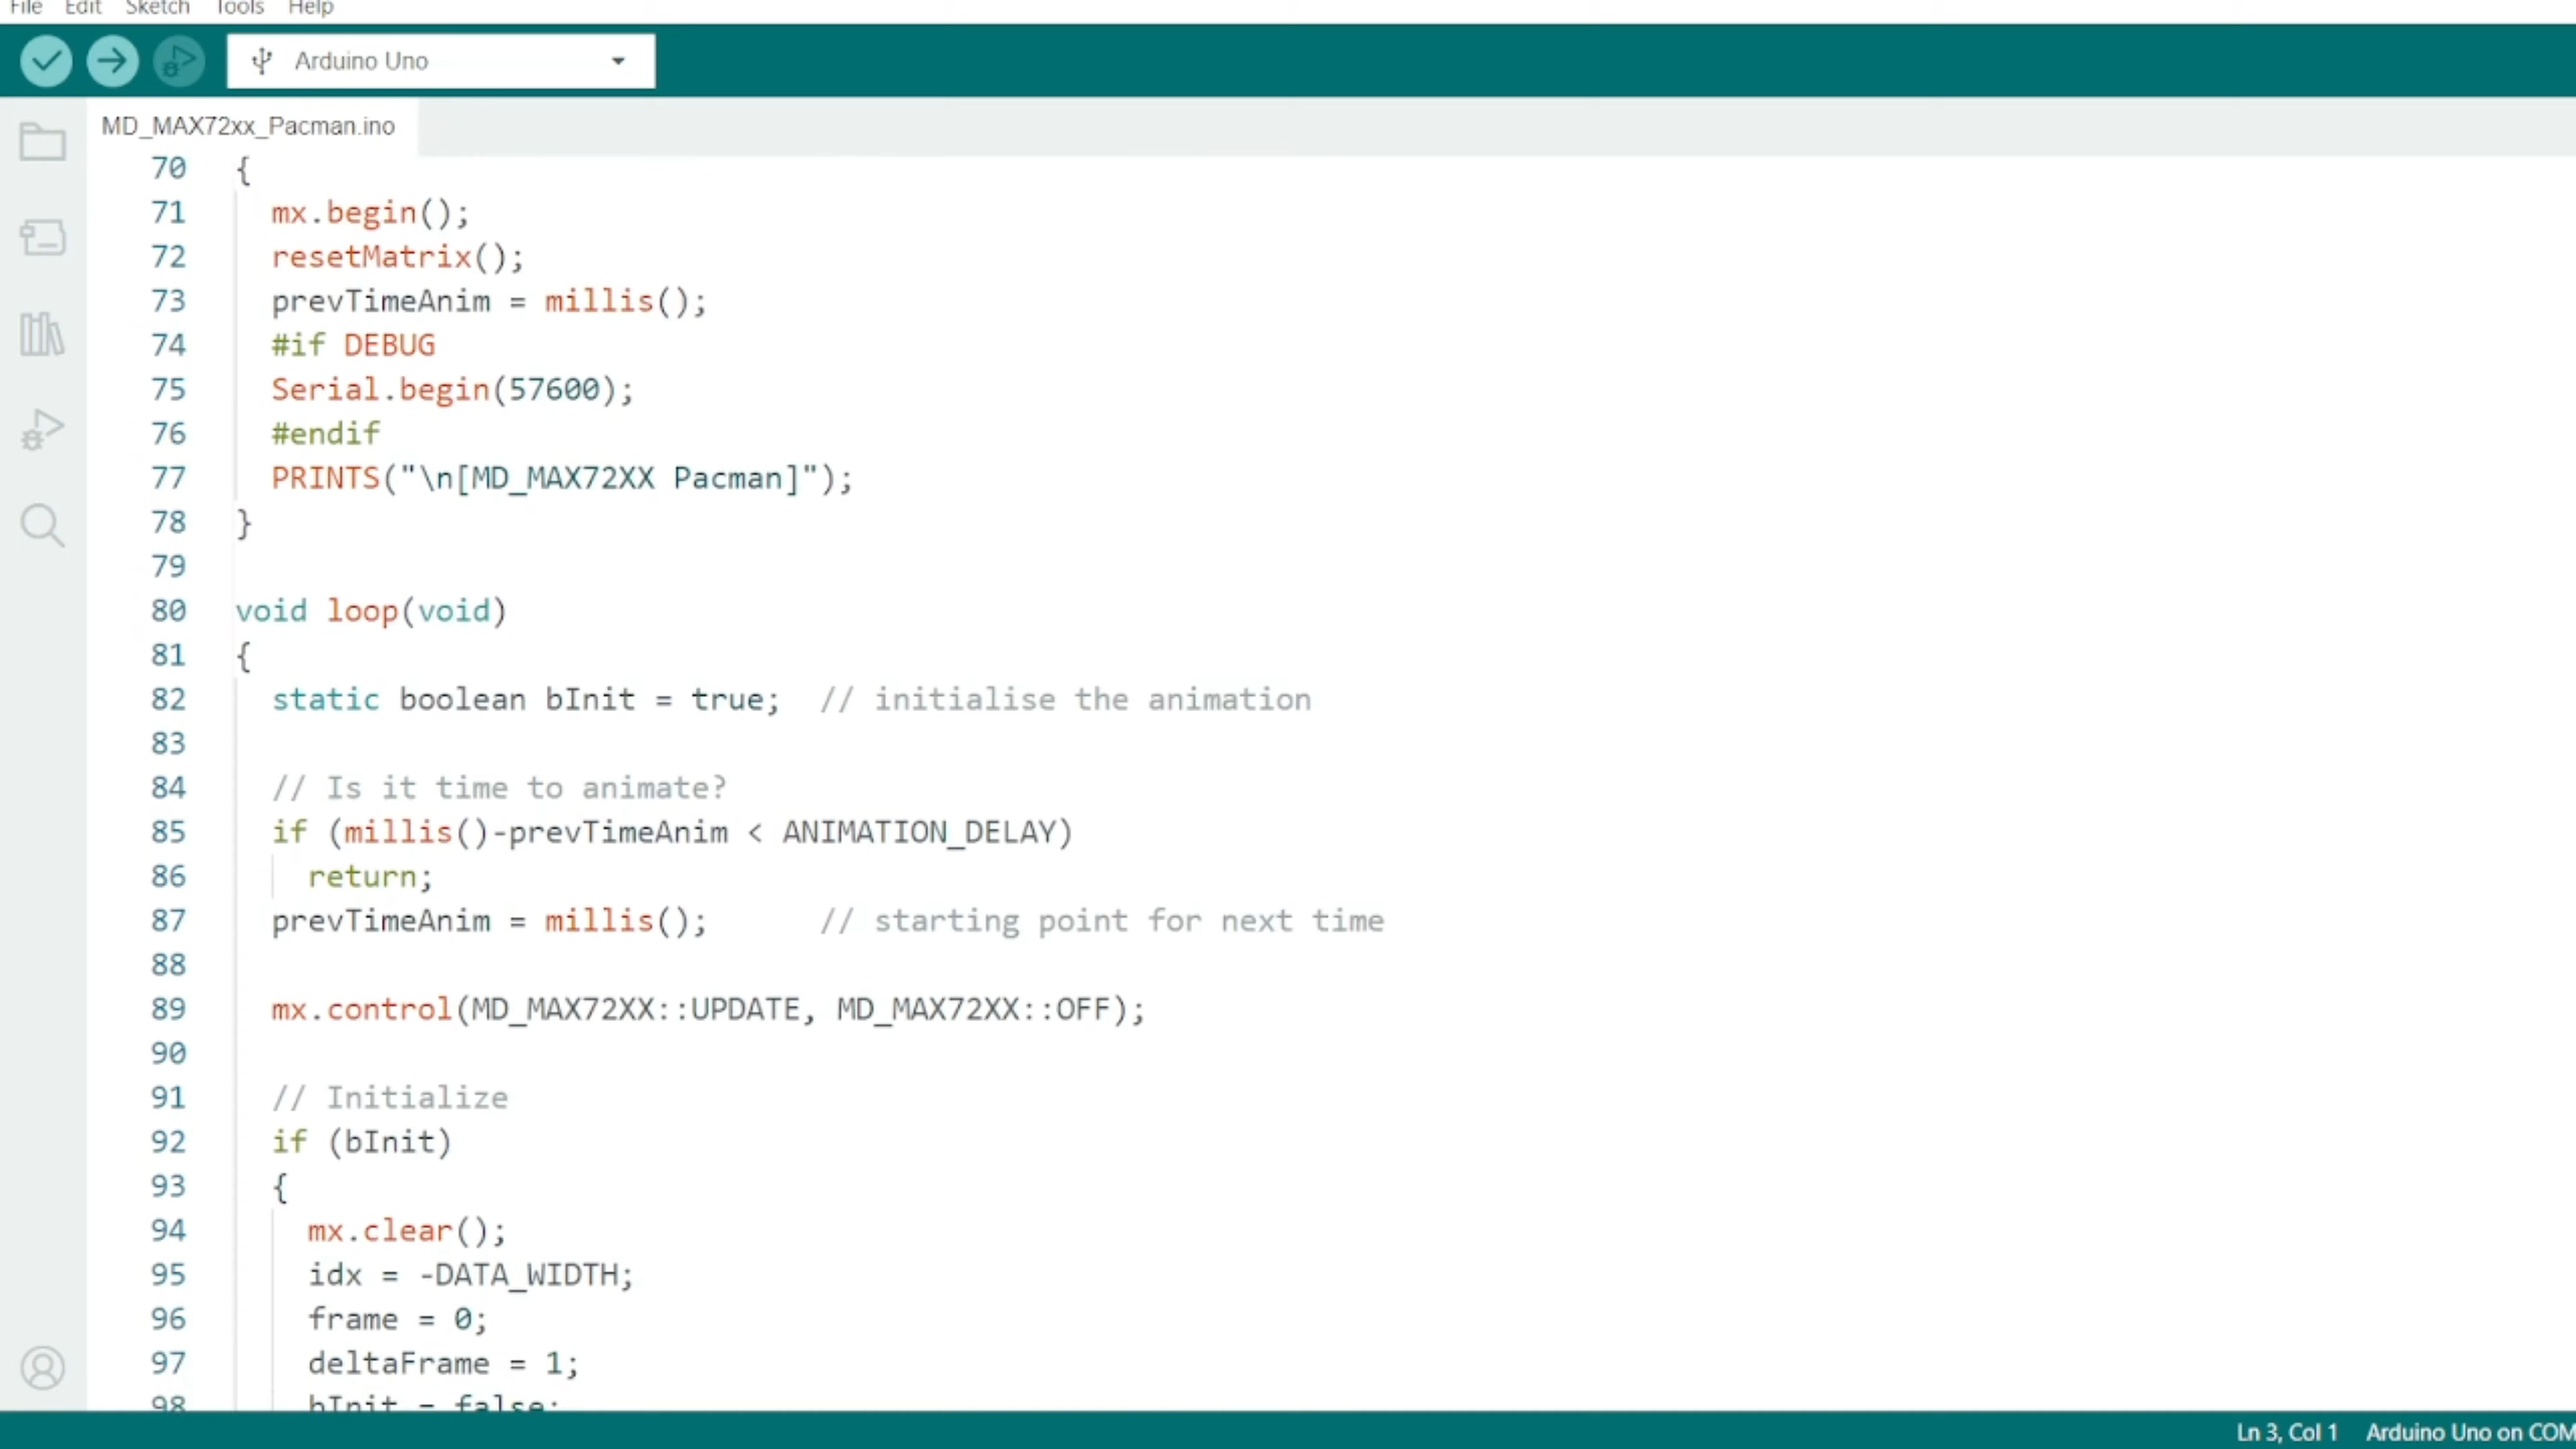 File Edit Sketch Tools Help
Arduino Uno
MD_MAX72xx_Pacman.ino
70 {
71 mx.begin();
72 resetMatrix();
73 prevTimeAnim = millis();
74 #if DEBUG
75 Serial.begin(57600);
76 #endif
77 PRINTS("\n[MD_MAX72XX Pacman]");
78 }
79
80 void loop(void)
81 {
82 static boolean bInit = true;  // initialise the animation
83
84 // Is it time to animate?
85 if (millis()-prevTimeAnim < ANIMATION_DELAY)
86 return;
87 prevTimeAnim = millis();      // starting point for next time
88
89 mx.control(MD_MAX72XX::UPDATE, MD_MAX72XX::OFF);
90
91 // Initialize
92 if (bInit)
93 {
94 mx.clear();
95 idx = -DATA_WIDTH;
96 frame = 0;
97 deltaFrame = 1;
98 bInit = false;
Ln 3, Col 1 Arduino Uno on COM